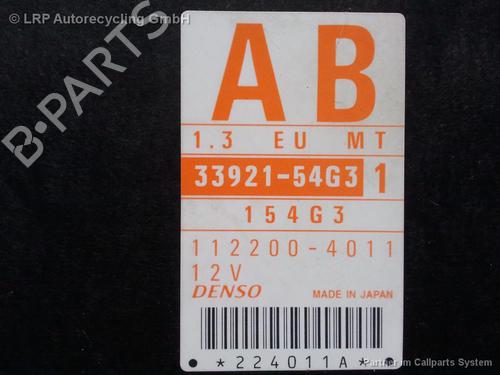 © LRP Autorecycling GmbH
B-PARTS
AB
1.3 EU MT
33921-54G3 1
154G3
112200-4011
12V
DENSO MADE IN JAPAN
*224011A*
Partner im Callparts System